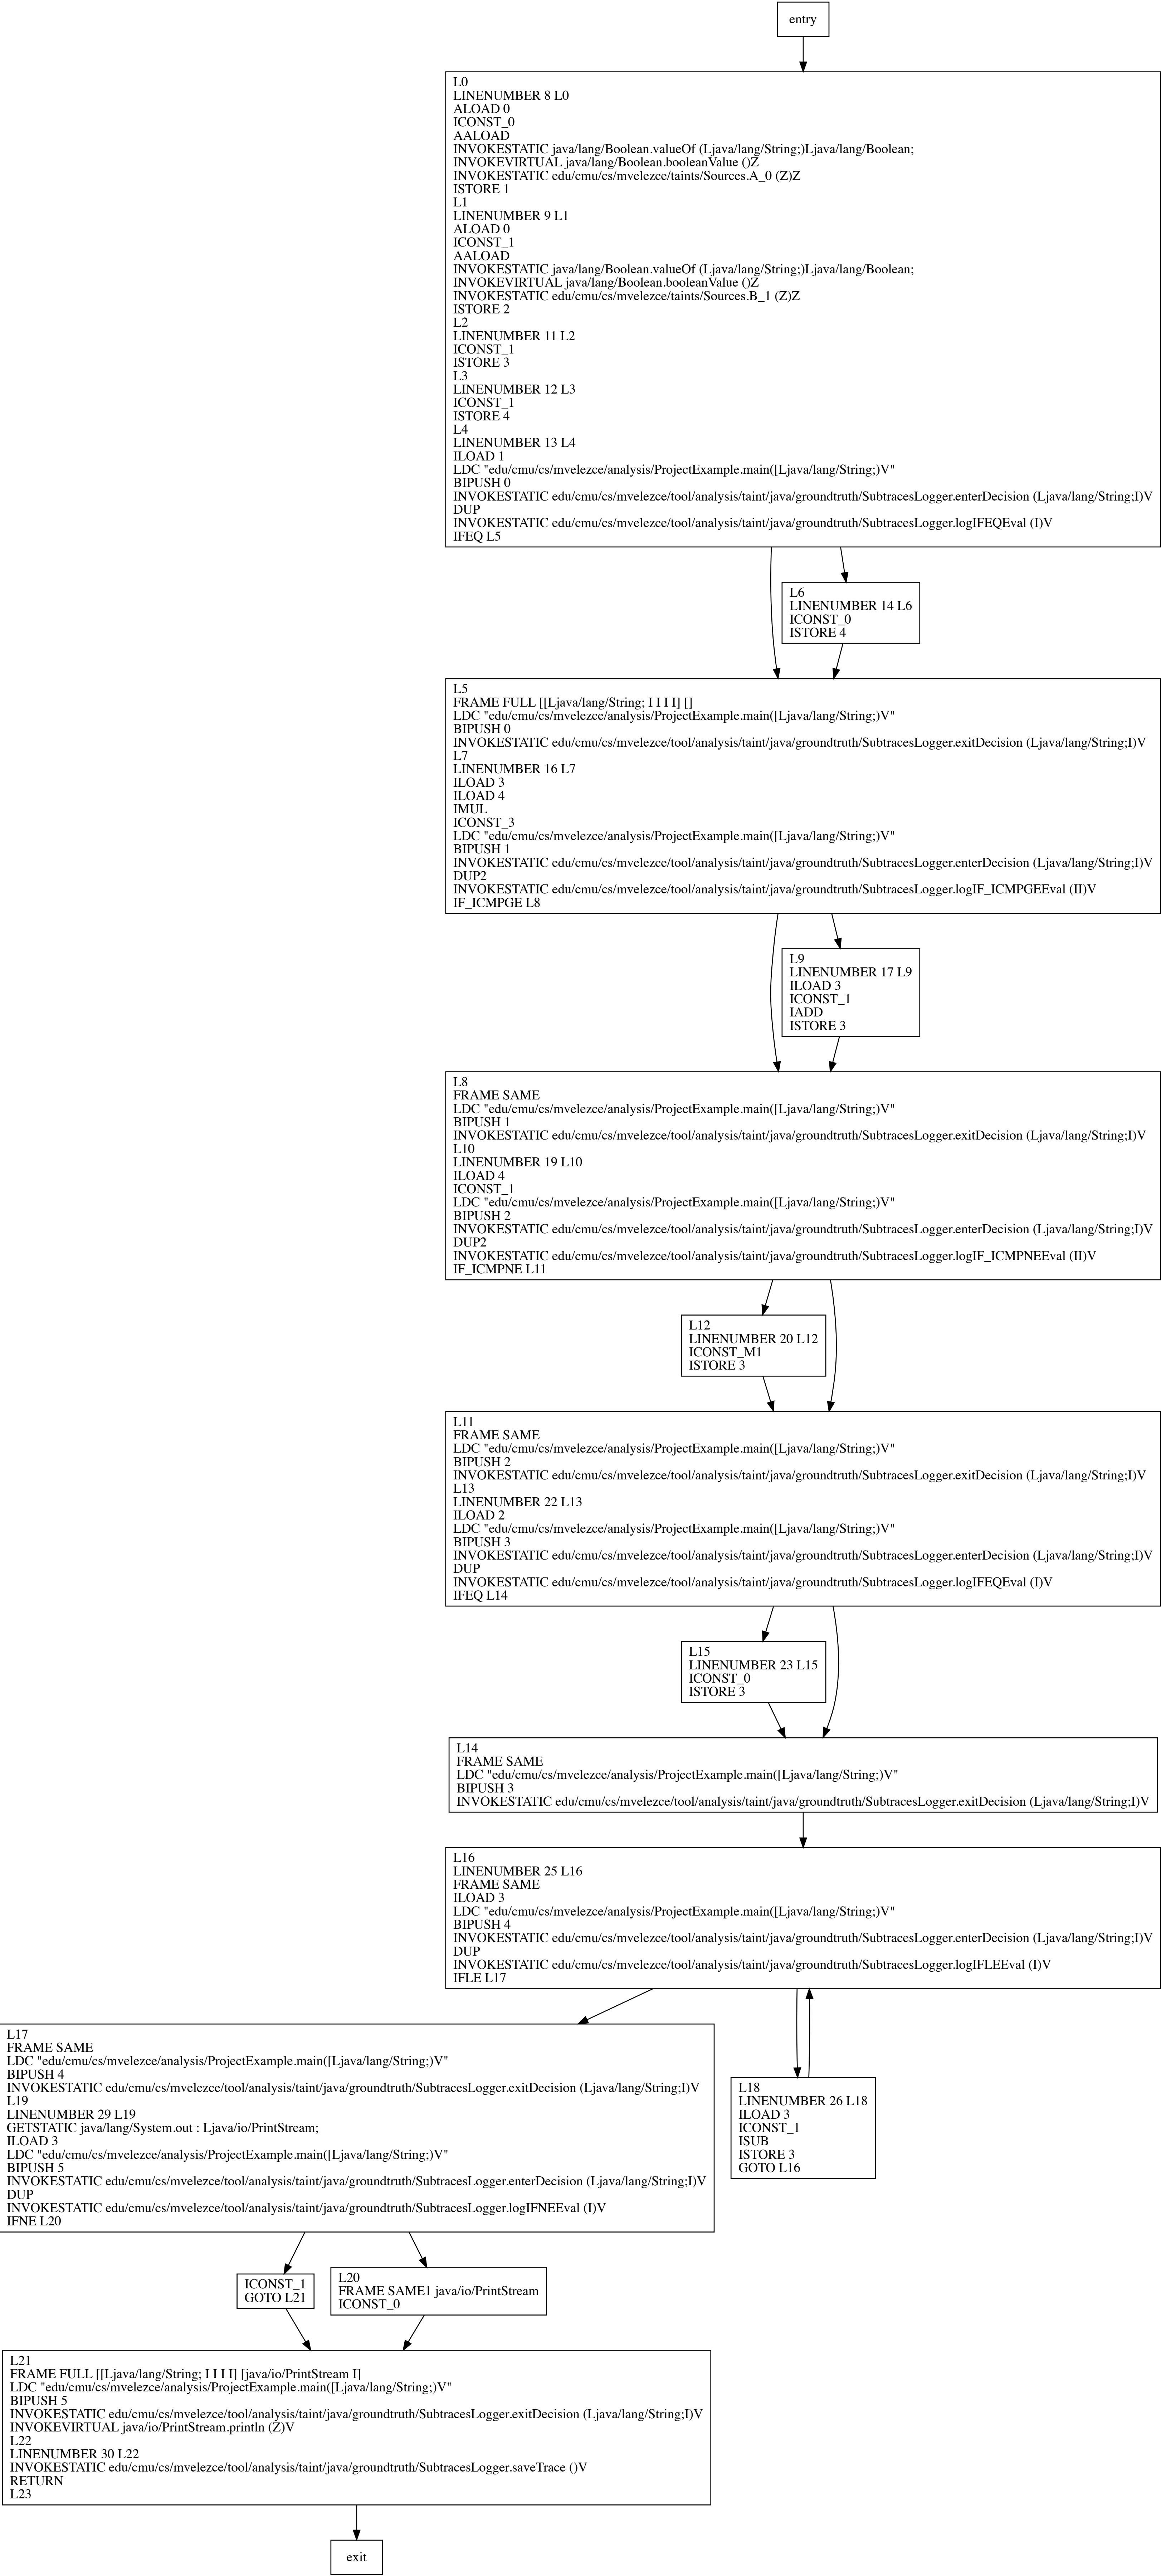 entry
L0
LINENUMBER 8 L0
ALOAD 0
ICONST_0
AALOAD
INVOKESTATIC java/lang/Boolean.valueOf (Ljava/lang/String;)Ljava/lang/Boolean;
INVOKEVIRTUAL java/lang/Boolean.booleanValue ()Z
INVOKESTATIC edu/cmu/cs/mvelezce/taints/Sources.A_0 (Z)Z
ISTORE 1
L1
LINENUMBER 9 L1
ALOAD 0
ICONST_1
AALOAD
INVOKESTATIC java/lang/Boolean.valueOf (Ljava/lang/String;)Ljava/lang/Boolean;
INVOKEVIRTUAL java/lang/Boolean.booleanValue ()Z
INVOKESTATIC edu/cmu/cs/mvelezce/taints/Sources.B_1 (Z)Z
ISTORE 2
L2
LINENUMBER 11 L2
ICONST_1
ISTORE 3
L3
LINENUMBER 12 L3
ICONST_1
ISTORE 4
L4
LINENUMBER 13 L4
ILOAD 1
LDC "edu/cmu/cs/mvelezce/analysis/ProjectExample.main([Ljava/lang/String;)V"
BIPUSH 0
INVOKESTATIC edu/cmu/cs/mvelezce/tool/analysis/taint/java/groundtruth/SubtracesLogger.enterDecision (Ljava/lang/String;I)V
DUP
INVOKESTATIC edu/cmu/cs/mvelezce/tool/analysis/taint/java/groundtruth/SubtracesLogger.logIFEQEval (I)V
IFEQ L5
L6
LINENUMBER 14 L6
ICONST_0
ISTORE 4
L5
FRAME FULL [[Ljava/lang/String; I I I I] []
LDC "edu/cmu/cs/mvelezce/analysis/ProjectExample.main([Ljava/lang/String;)V"
BIPUSH 0
INVOKESTATIC edu/cmu/cs/mvelezce/tool/analysis/taint/java/groundtruth/SubtracesLogger.exitDecision (Ljava/lang/String;I)V
L7
LINENUMBER 16 L7
ILOAD 3
ILOAD 4
IMUL
ICONST_3
LDC "edu/cmu/cs/mvelezce/analysis/ProjectExample.main([Ljava/lang/String;)V"
BIPUSH 1
INVOKESTATIC edu/cmu/cs/mvelezce/tool/analysis/taint/java/groundtruth/SubtracesLogger.enterDecision (Ljava/lang/String;I)V
DUP2
INVOKESTATIC edu/cmu/cs/mvelezce/tool/analysis/taint/java/groundtruth/SubtracesLogger.logIF_ICMPGEEval (II)V
IF_ICMPGE L8
L9
LINENUMBER 17 L9
ILOAD 3
ICONST_1
IADD
ISTORE 3
L8
FRAME SAME
LDC "edu/cmu/cs/mvelezce/analysis/ProjectExample.main([Ljava/lang/String;)V"
BIPUSH 1
INVOKESTATIC edu/cmu/cs/mvelezce/tool/analysis/taint/java/groundtruth/SubtracesLogger.exitDecision (Ljava/lang/String;I)V
L10
LINENUMBER 19 L10
ILOAD 4
ICONST_1
LDC "edu/cmu/cs/mvelezce/analysis/ProjectExample.main([Ljava/lang/String;)V"
BIPUSH 2
INVOKESTATIC edu/cmu/cs/mvelezce/tool/analysis/taint/java/groundtruth/SubtracesLogger.enterDecision (Ljava/lang/String;I)V
DUP2
INVOKESTATIC edu/cmu/cs/mvelezce/tool/analysis/taint/java/groundtruth/SubtracesLogger.logIF_ICMPNEEval (II)V
IF_ICMPNE L11
L12
LINENUMBER 20 L12
ICONST_M1
ISTORE 3
L11
FRAME SAME
LDC "edu/cmu/cs/mvelezce/analysis/ProjectExample.main([Ljava/lang/String;)V"
BIPUSH 2
INVOKESTATIC edu/cmu/cs/mvelezce/tool/analysis/taint/java/groundtruth/SubtracesLogger.exitDecision (Ljava/lang/String;I)V
L13
LINENUMBER 22 L13
ILOAD 2
LDC "edu/cmu/cs/mvelezce/analysis/ProjectExample.main([Ljava/lang/String;)V"
BIPUSH 3
INVOKESTATIC edu/cmu/cs/mvelezce/tool/analysis/taint/java/groundtruth/SubtracesLogger.enterDecision (Ljava/lang/String;I)V
DUP
INVOKESTATIC edu/cmu/cs/mvelezce/tool/analysis/taint/java/groundtruth/SubtracesLogger.logIFEQEval (I)V
IFEQ L14
L15
LINENUMBER 23 L15
ICONST_0
ISTORE 3
L14
FRAME SAME
LDC "edu/cmu/cs/mvelezce/analysis/ProjectExample.main([Ljava/lang/String;)V"
BIPUSH 3
INVOKESTATIC edu/cmu/cs/mvelezce/tool/analysis/taint/java/groundtruth/SubtracesLogger.exitDecision (Ljava/lang/String;I)V
L16
LINENUMBER 25 L16
FRAME SAME
ILOAD 3
LDC "edu/cmu/cs/mvelezce/analysis/ProjectExample.main([Ljava/lang/String;)V"
BIPUSH 4
INVOKESTATIC edu/cmu/cs/mvelezce/tool/analysis/taint/java/groundtruth/SubtracesLogger.enterDecision (Ljava/lang/String;I)V
DUP
INVOKESTATIC edu/cmu/cs/mvelezce/tool/analysis/taint/java/groundtruth/SubtracesLogger.logIFLEEval (I)V
IFLE L17
L17
FRAME SAME
LDC "edu/cmu/cs/mvelezce/analysis/ProjectExample.main([Ljava/lang/String;)V"
BIPUSH 4
INVOKESTATIC edu/cmu/cs/mvelezce/tool/analysis/taint/java/groundtruth/SubtracesLogger.exitDecision (Ljava/lang/String;I)V
L19
LINENUMBER 29 L19
GETSTATIC java/lang/System.out : Ljava/io/PrintStream;
ILOAD 3
LDC "edu/cmu/cs/mvelezce/analysis/ProjectExample.main([Ljava/lang/String;)V"
BIPUSH 5
INVOKESTATIC edu/cmu/cs/mvelezce/tool/analysis/taint/java/groundtruth/SubtracesLogger.enterDecision (Ljava/lang/String;I)V
DUP
INVOKESTATIC edu/cmu/cs/mvelezce/tool/analysis/taint/java/groundtruth/SubtracesLogger.logIFNEEval (I)V
IFNE L20
L18
LINENUMBER 26 L18
ILOAD 3
ICONST_1
ISUB
ISTORE 3
GOTO L16
ICONST_1
GOTO L21
L20
FRAME SAME1 java/io/PrintStream
ICONST_0
L21
FRAME FULL [[Ljava/lang/String; I I I I] [java/io/PrintStream I]
LDC "edu/cmu/cs/mvelezce/analysis/ProjectExample.main([Ljava/lang/String;)V"
BIPUSH 5
INVOKESTATIC edu/cmu/cs/mvelezce/tool/analysis/taint/java/groundtruth/SubtracesLogger.exitDecision (Ljava/lang/String;I)V
INVOKEVIRTUAL java/io/PrintStream.println (Z)V
L22
LINENUMBER 30 L22
INVOKESTATIC edu/cmu/cs/mvelezce/tool/analysis/taint/java/groundtruth/SubtracesLogger.saveTrace ()V
RETURN
L23
exit